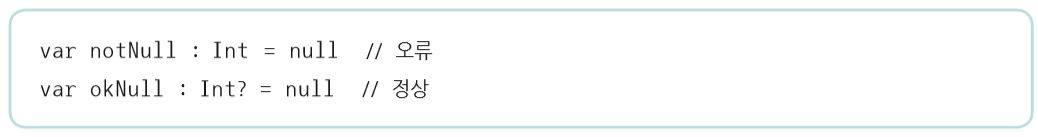 var notNull : Int = null // 오류
var okNull : Int? = null // 정상